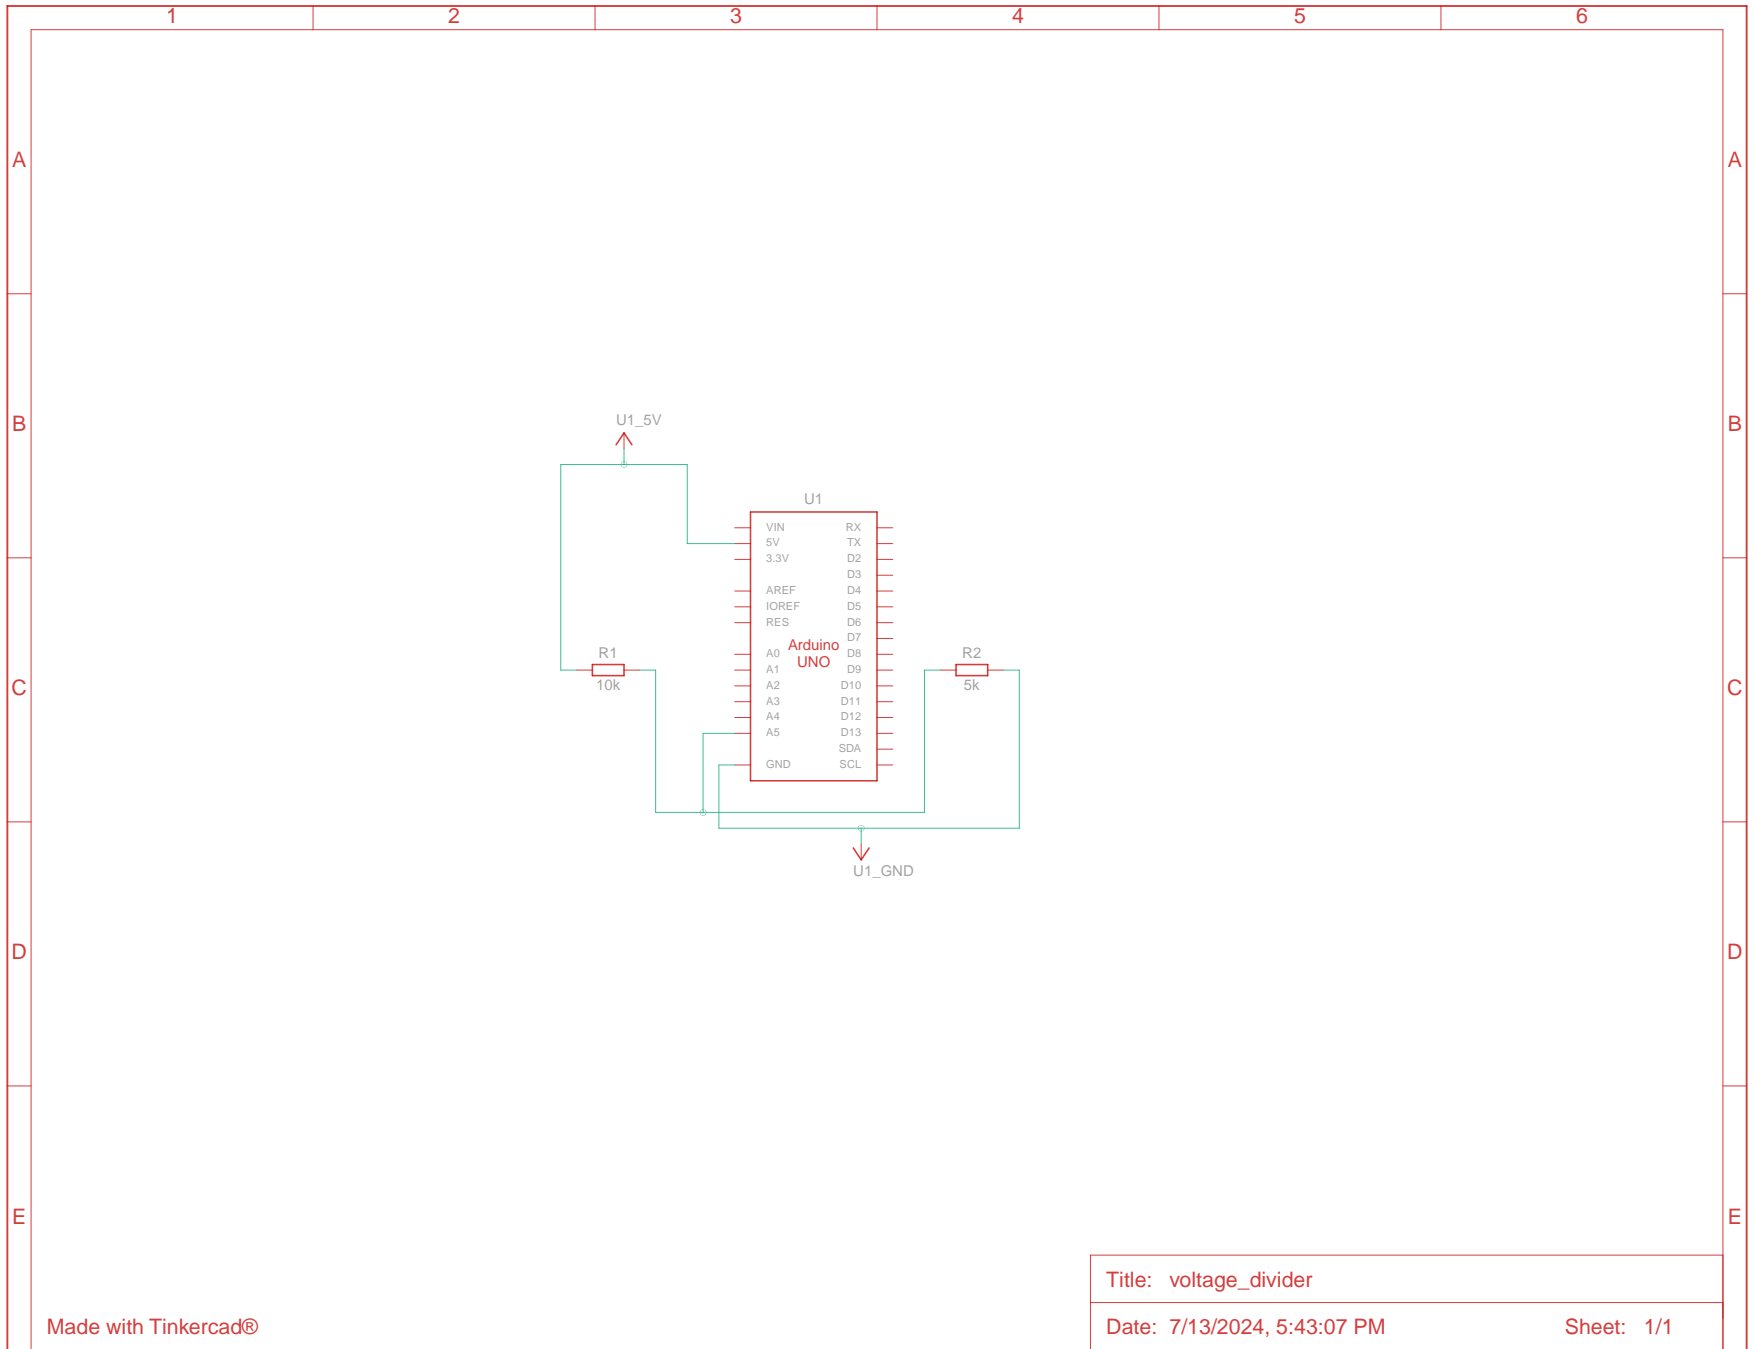 1 2 3 4 5 6
A A
B B
U1_5V
U1
VIN RX
5V TX
3.3V D2
D3
AREF D4
IOREF D5
RES D6
D7
Arduino
UNO
A0 D8
A1 D9
A2 D10
A3 D11
A4 D12
A5 D13
SDA
GND SCL
R1
10k
R2
5k
C C
U1_GND
D D
E E
Title: voltage_divider
Made with Tinkercad®
Date: 7/13/2024, 5:43:07 PM Sheet: 1/1